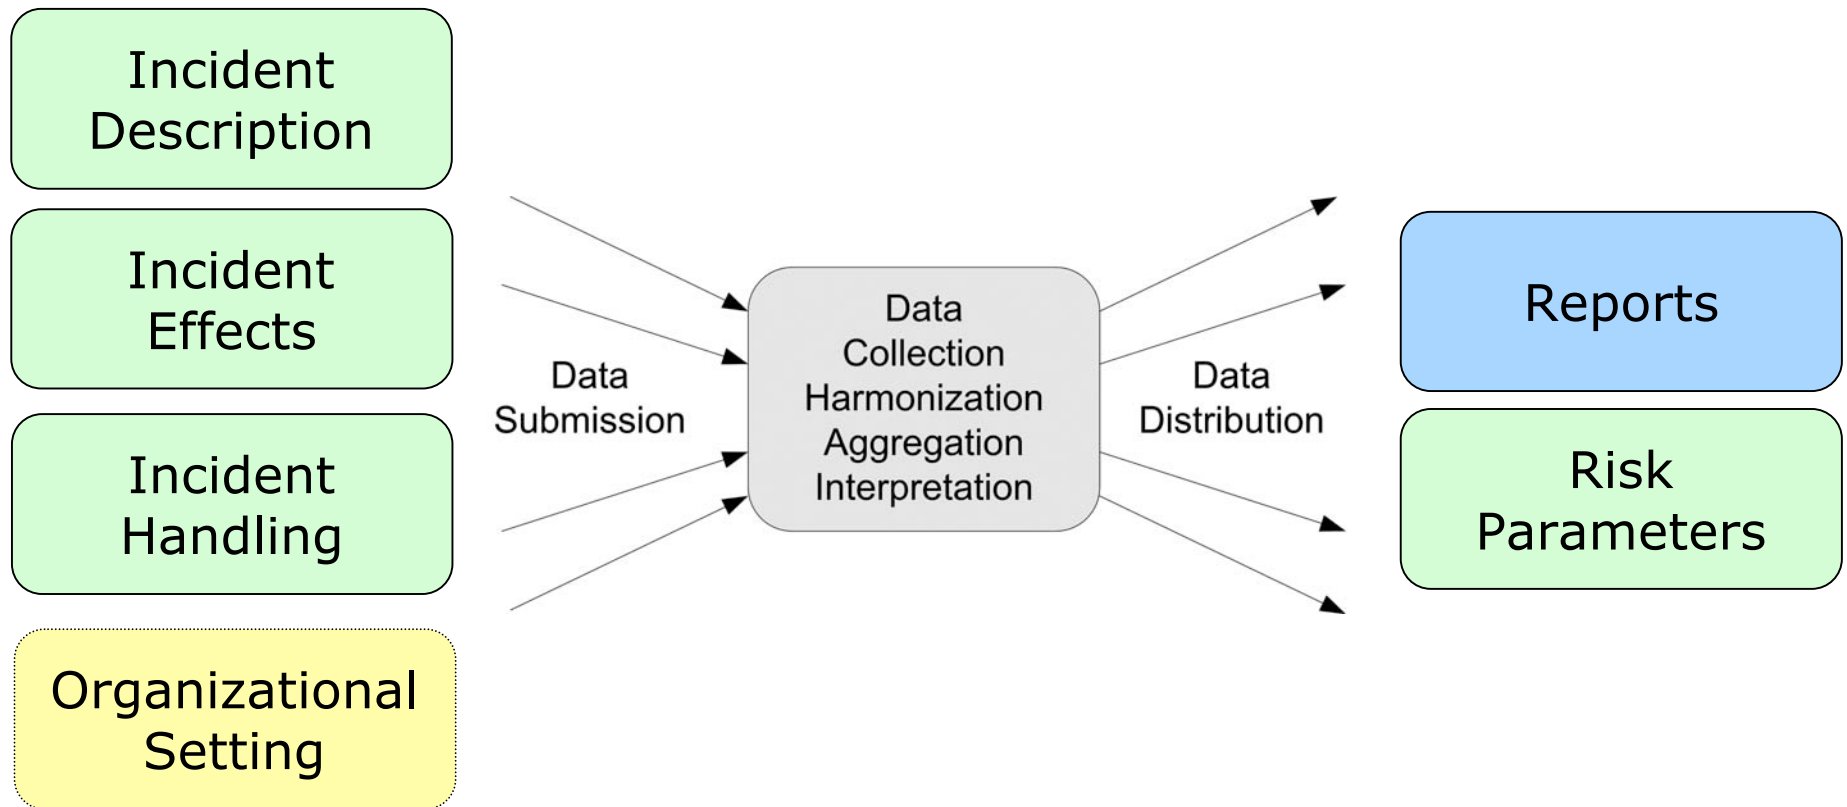 Incident
Description
Incident
Effects
Incident
Handling
Organizational
Setting
Data
Submission
Data
Collection
Harmonization
Aggregation
Interpretation
Data
Distribution
Reports
Risk
Parameters